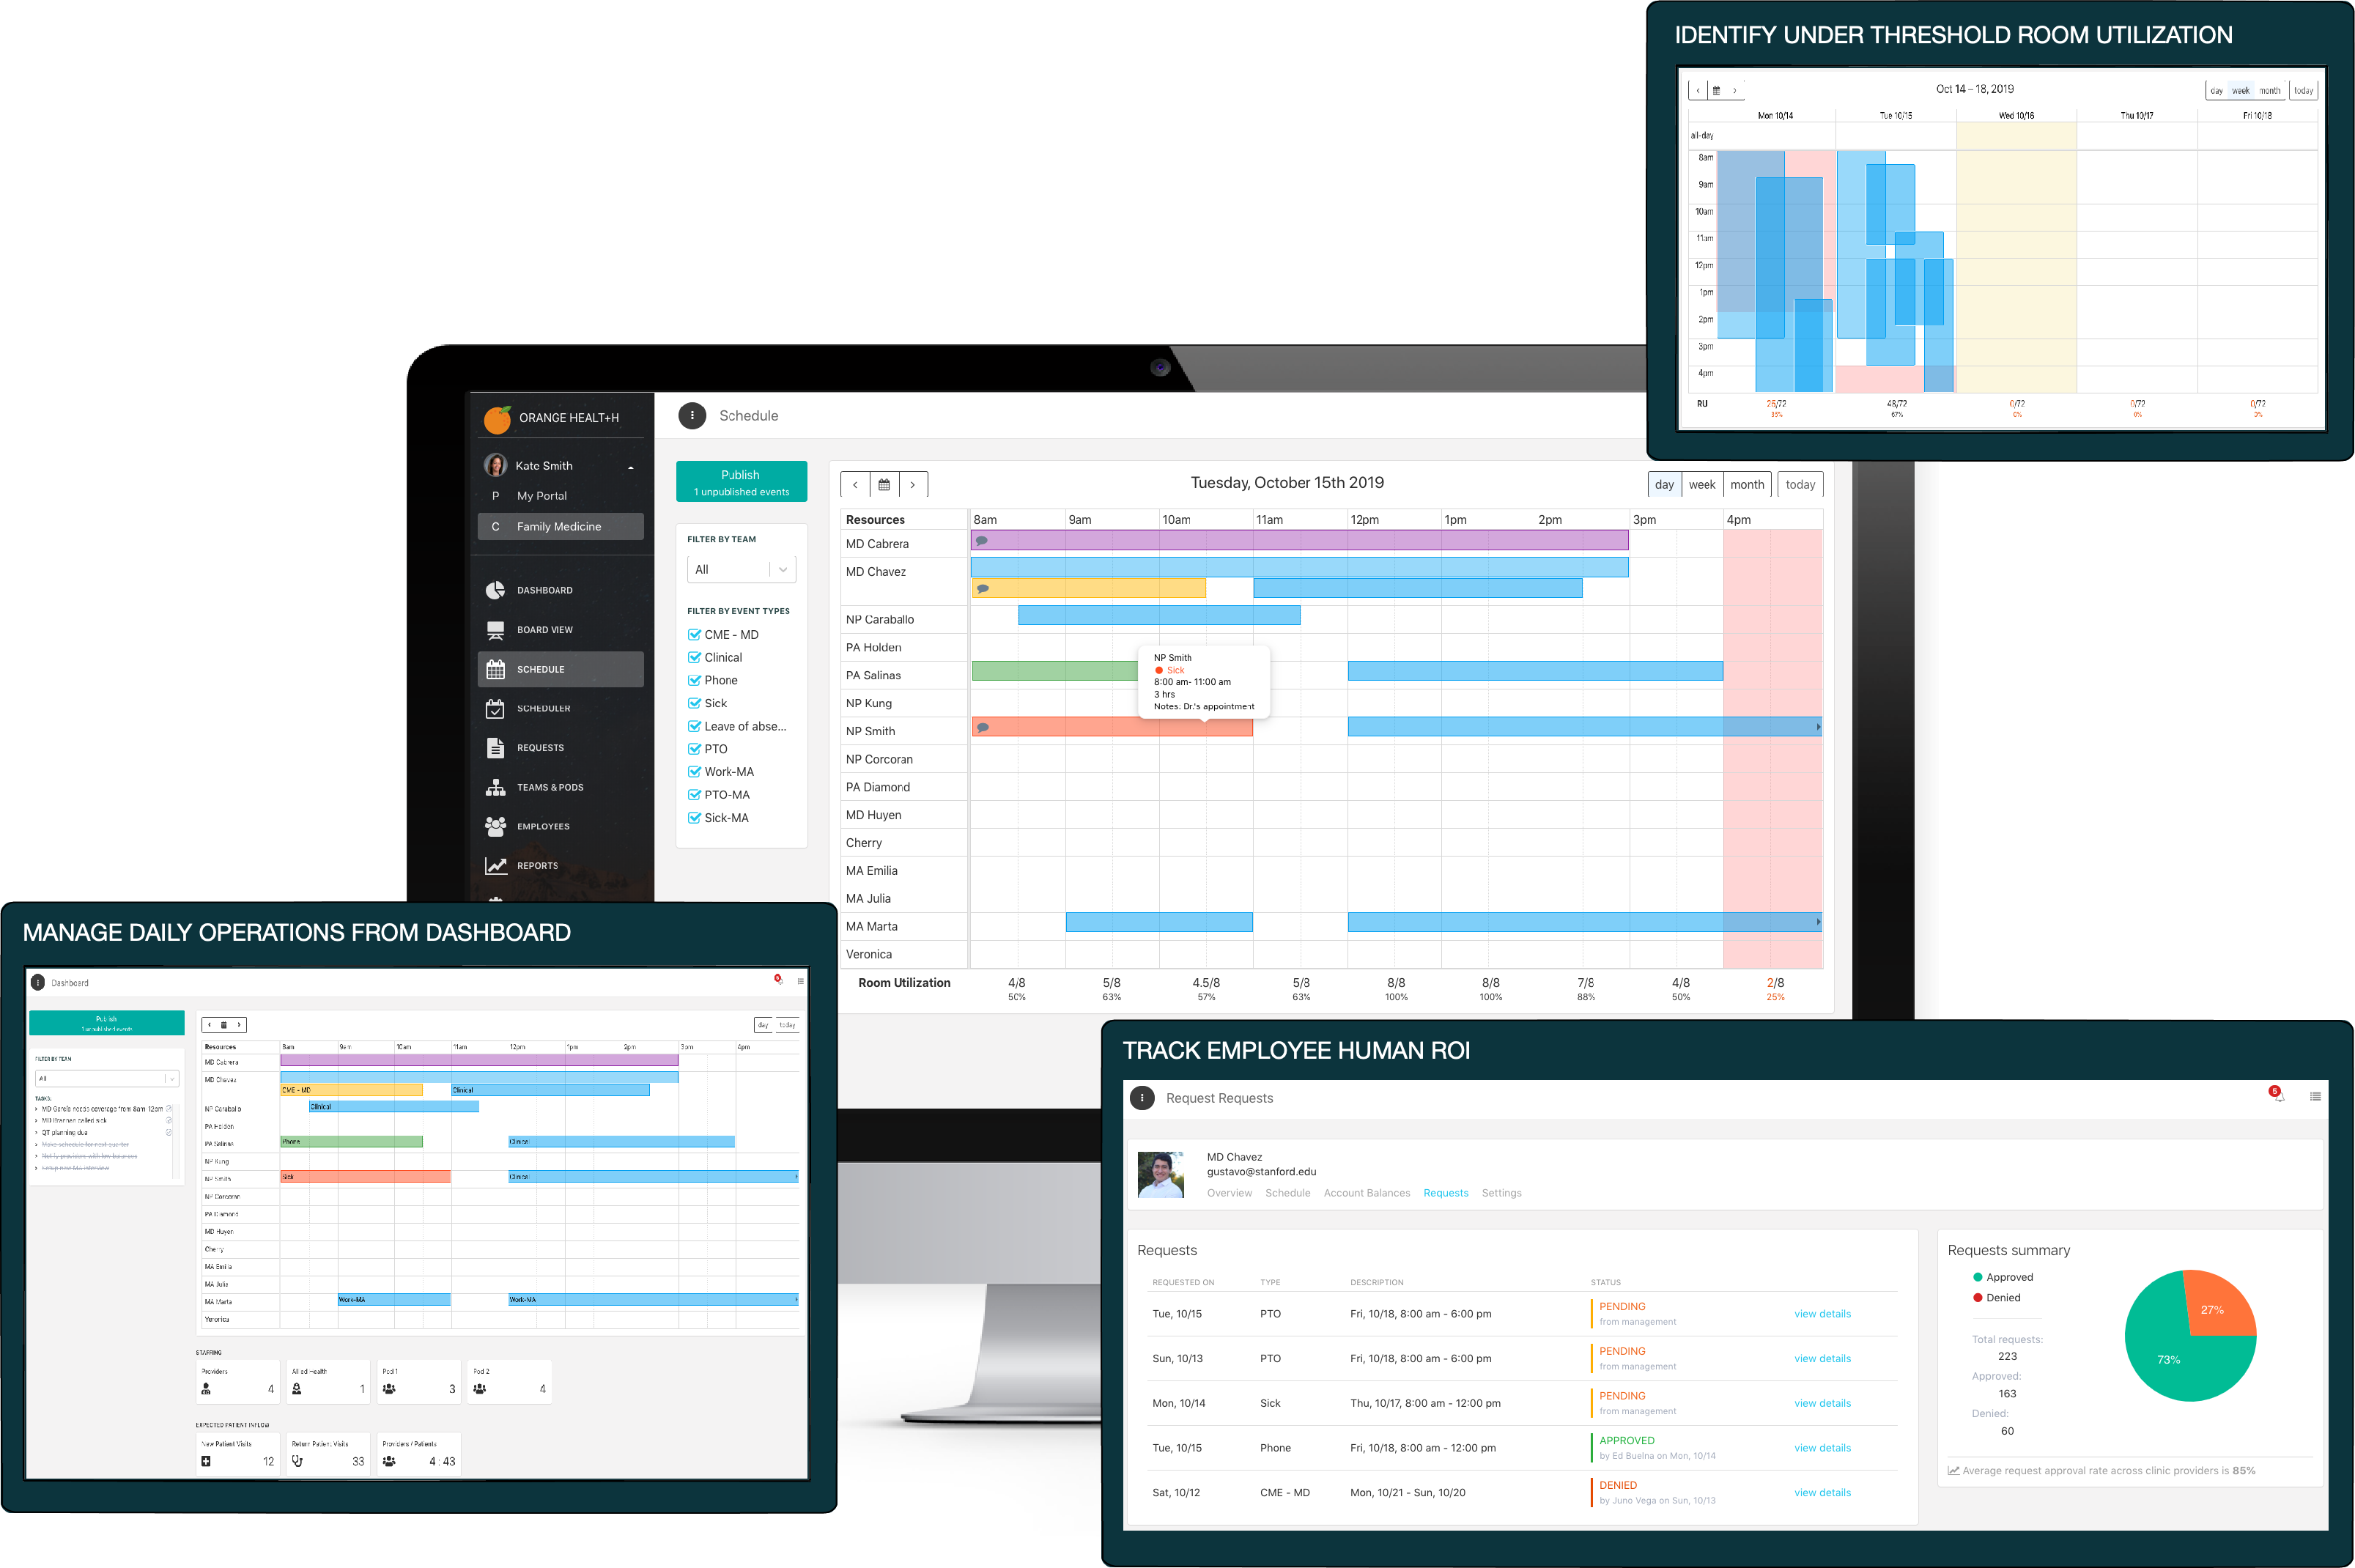 IDENTIFY UNDER THRESHOLD ROOM UTILIZATION
Oct 14 – 18, 2019
day week month today
Mon 10/14 Tue 10/15 Wed 10/16 Thu 10/17 Fri 10/18
all-day
8am
9am
10am
11am
12pm
1pm
2pm
3pm
4pm
RU 25/72 48/72 0/72 0/72 0/72
35% 67% 0% 0% 0%
ORANGE HEALT+H
Kate Smith
P My Portal
C Family Medicine
DASHBOARD
BOARD VIEW
SCHEDULE
SCHEDULER
REQUESTS
TEAMS & PODS
EMPLOYEES
REPORTS
Schedule
Publish
1 unpublished events
FILTER BY TEAM
All
FILTER BY EVENT TYPES
CME - MD
Clinical
Phone
Sick
Leave of abse...
PTO
Work-MA
PTO-MA
Sick-MA
Tuesday, October 15th 2019
day week month today
Resources 8am 9am 10am 11am 12pm 1pm 2pm 3pm 4pm
MD Cabrera
MD Chavez
NP Caraballo
PA Holden
PA Salinas
NP Kung
NP Smith
NP Corcoran
PA Diamond
MD Huyen
Cherry
MA Emilia
MA Julia
MA Marta
Veronica
NP Smith
Sick
8:00 am- 11:00 am
3 hrs
Notes: Dr.'s appointment
Room Utilization 4/8 5/8 4.5/8 5/8 8/8 8/8 7/8 4/8 2/8
50% 63% 57% 63% 100% 100% 88% 50% 25%
MANAGE DAILY OPERATIONS FROM DASHBOARD
Dashboard
Publish
1 unpublished events
FILTER BY TEAM
All
TASKS:
MD Garcia needs coverage from 8am-12pm
MD Brannan called sick
QT planning due
Make schedule for next quarter
Notify providers with low balances
Setup new MA interview
day today
Resources 8am 9am 10am 11am 12pm 1pm 2pm 3pm 4pm
MD Cabrera
MD Chavez
CME - MD Clinical
NP Caraballo Clinical
PA Holden
PA Salinas Phone Clinical
NP Kung
NP Smith Sick Clinical
NP Corcoran
PA Diamond
MD Huyen
Cherry
MA Emilia
MA Julia
MA Marta Work-MA Work-MA
Veronica
STAFFING
Providers Allied Health Pod 1 Pod 2
4 1 3 4
EXPECTED PATIENT INFLOW
New Patient Visits Return Patient Visits Providers / Patients
12 33 4 : 43
TRACK EMPLOYEE HUMAN ROI
Request Requests
5
MD Chavez
gustavo@stanford.edu
Overview Schedule Account Balances Requests Settings
Requests
REQUESTED ON TYPE DESCRIPTION STATUS
Tue, 10/15 PTO Fri, 10/18, 8:00 am - 6:00 pm PENDING view details
from management
Sun, 10/13 PTO Fri, 10/18, 8:00 am - 6:00 pm PENDING view details
from management
Mon, 10/14 Sick Thu, 10/17, 8:00 am - 12:00 pm PENDING view details
from management
Tue, 10/15 Phone Fri, 10/18, 8:00 am - 12:00 pm APPROVED view details
by Ed Buelna on Mon, 10/14
Sat, 10/12 CME - MD Mon, 10/21 - Sun, 10/20 DENIED view details
by Juno Vega on Sun, 10/13
Requests summary
Approved
Denied
Total requests:
223
Approved:
163
Denied:
60
27%
73%
Average request approval rate across clinic providers is 85%